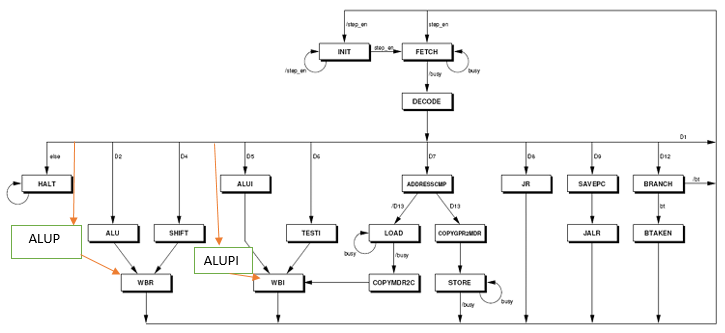 /step_en step_en
INIT step_en FETCH
/step_en busy
/busy
DECODE
D1
else D2 D4 D5 D6 D7 D8 D9 D12
HALT ALUI ADDRESSCMP JR SAVEPC BRANCH /bt
/D13 D13 bt
ALUP ALU SHIFT TESTI LOAD COPYGPR2MDR JALR BTAKEN
busy /busy
ALUPI
WBR WBI COPYMDR2C STORE
busy
/busy